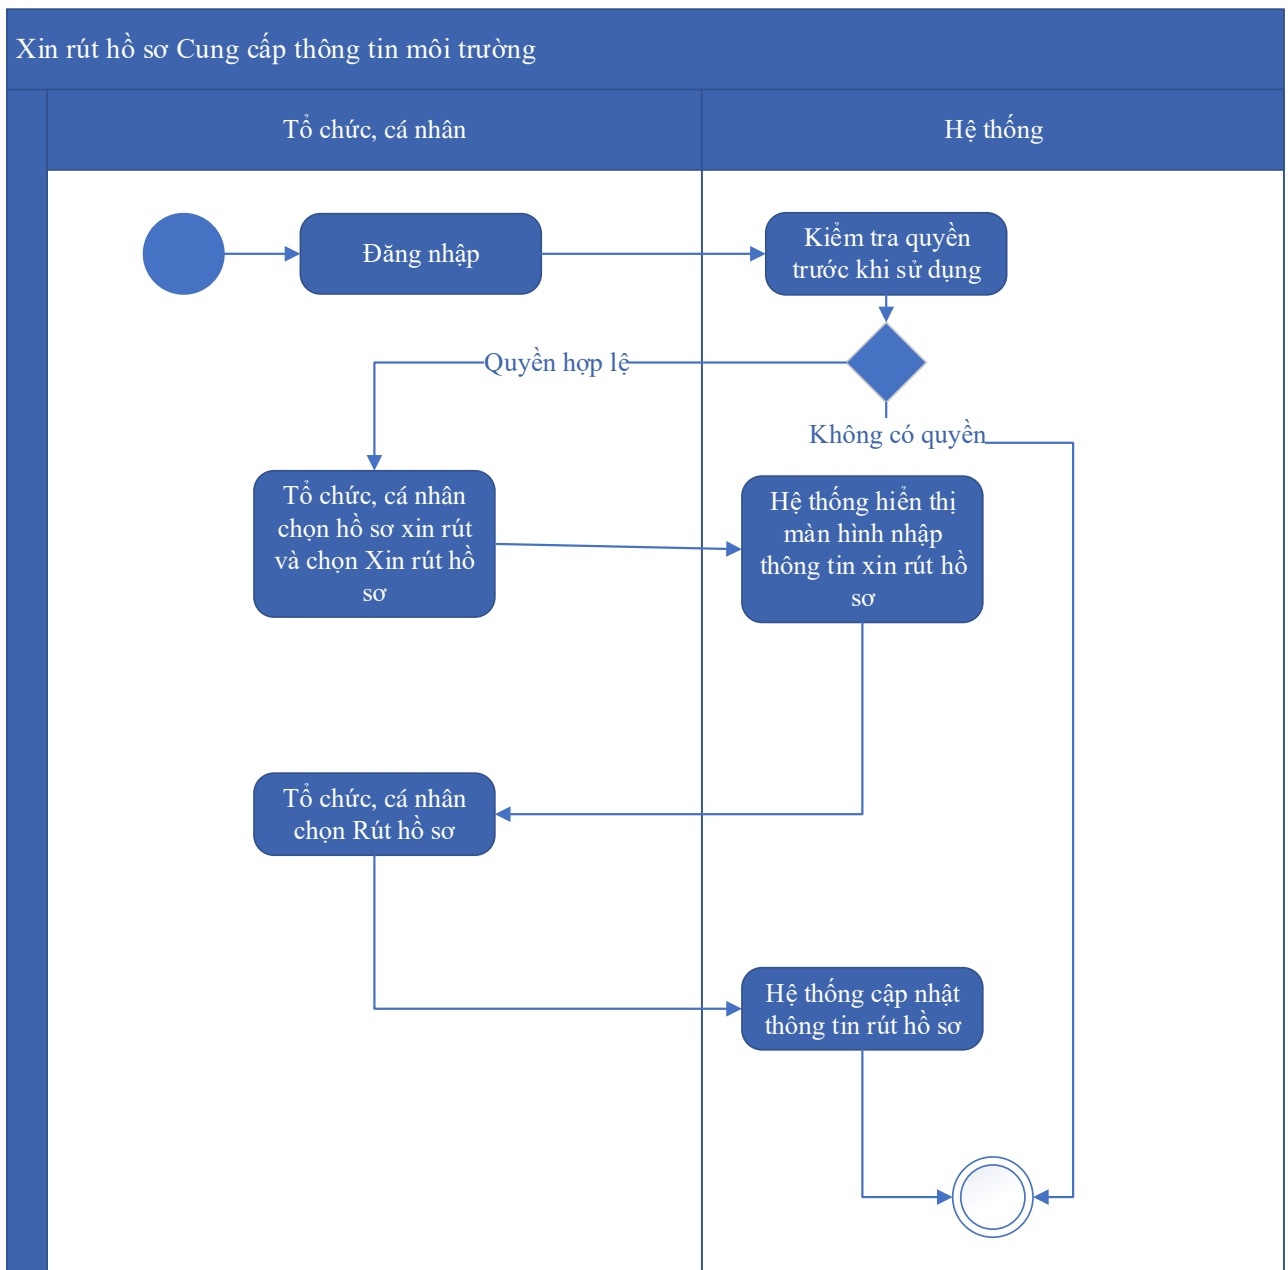 Xin rút hồ sơ Cung cấp thông tin môi trường
Tổ chức, cá nhân
Hệ thống
Đăng nhập
Kiểm tra quyền
trước khi sử dụng
Quyền hợp lệ
Không có quyền
Tổ chức, cá nhân
chọn hồ sơ xin rút
và chọn Xin rút hồ
sơ
Hệ thống hiển thị
màn hình nhập
thông tin xin rút hồ
sơ
Tổ chức, cá nhân
chọn Rút hồ sơ
Hệ thống cập nhật
thông tin rút hồ sơ